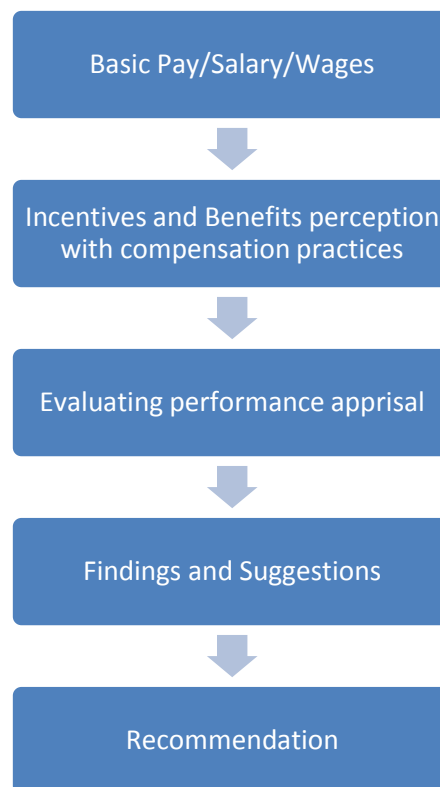 Basic Pay/Salary/Wages
Incentives and Benefits perception
with compensation practices
Evaluating performance apprisal
Findings and Suggestions
Recommendation